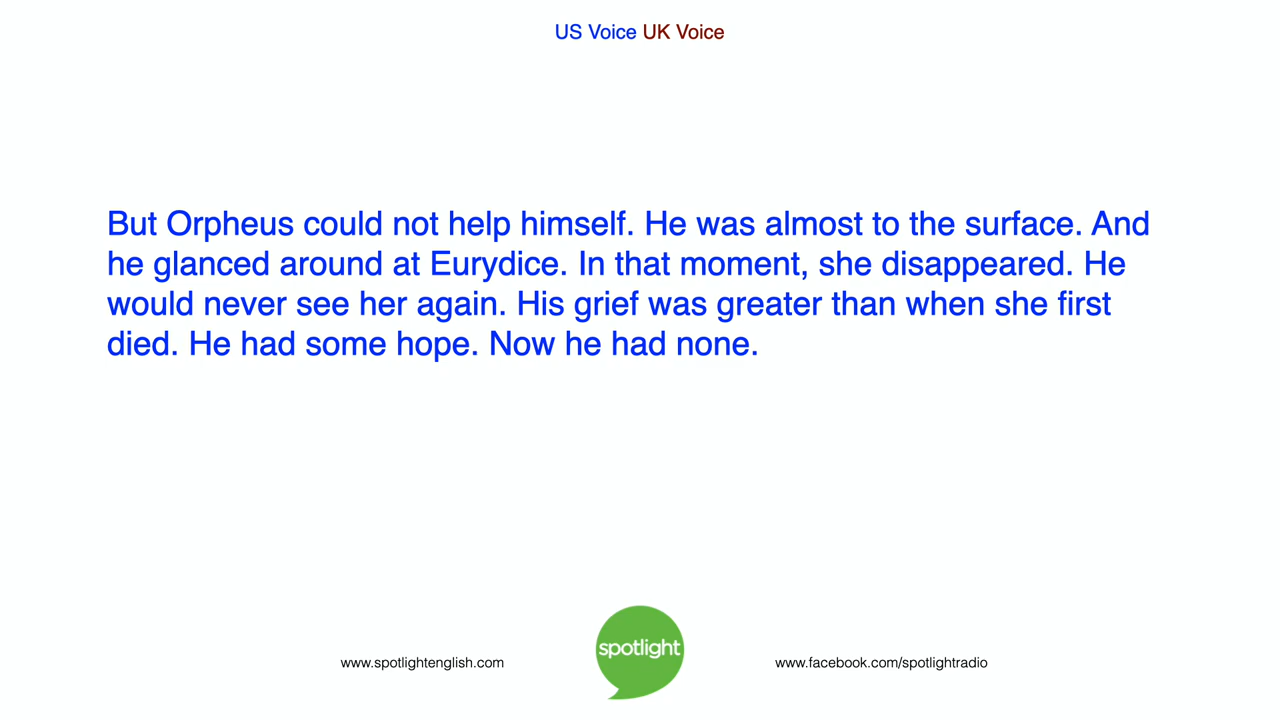 US Voice UK Voice
But Orpheus could not help himself. He was almost to the surface. And
he glanced around at Eurydice. In that moment, she disappeared. He
would never see her again. His grief was greater than when she first
died. He had some hope. Now he had none.
spotlight
www.spotlightenglish.com
www.facebook.com/spotlightradio